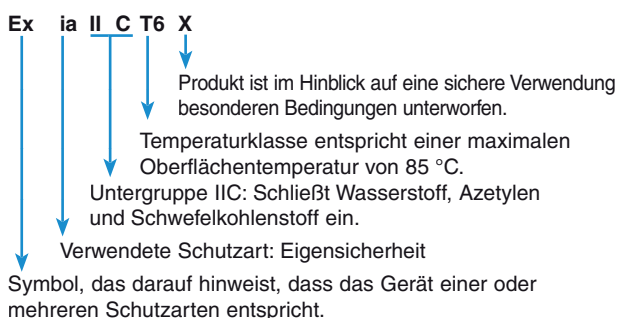 Ex ia II C T6 X
Produkt ist im Hinblick auf eine sichere Verwendung
besonderen Bedingungen unterworfen.
Temperaturklasse entspricht einer maximalen
Oberflächentemperatur von 85 °C.
Untergruppe IIC: Schließt Wasserstoff, Azetylen
und Schwefelkohlenstoff ein.
Verwendete Schutzart: Eigensicherheit
Symbol, das darauf hinweist, dass das Gerät einer oder
mehreren Schutzarten entspricht.